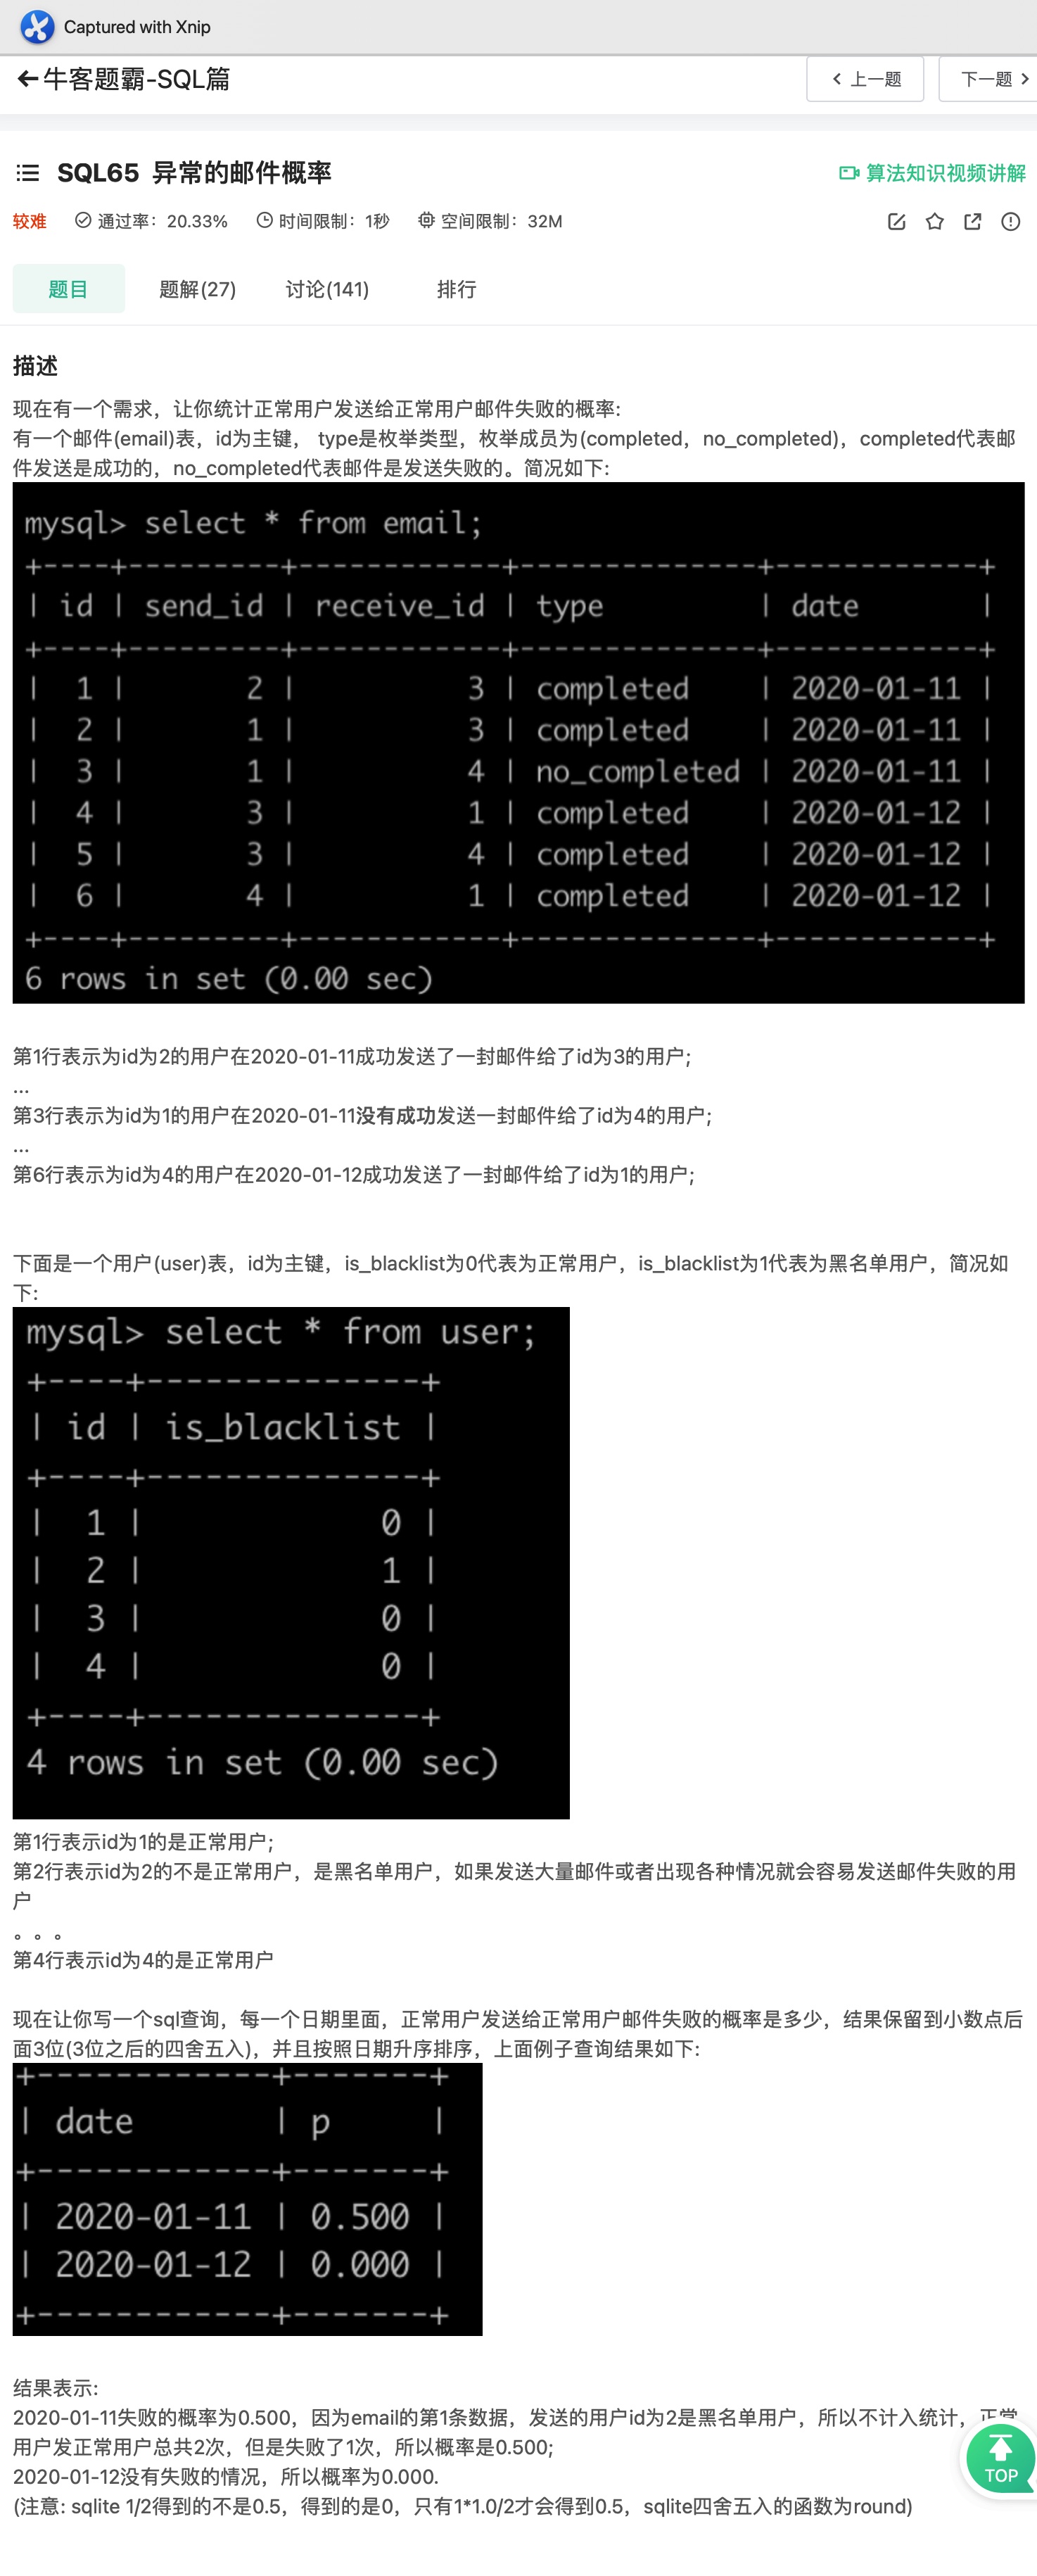 Captured with Xnip
牛客题霸-SQL篇
上一题
下一题
SQL65 异常的邮件概率
算法知识视频讲解
较难 通过率：20.33% 时间限制：1秒 空间限制：32M
题目 题解(27) 讨论(141) 排行
描述
现在有一个需求，让你统计正常用户发送给正常用户邮件失败的概率:
有一个邮件(email)表，id为主键， type是枚举类型，枚举成员为(completed，no_completed)，completed代表邮
件发送是成功的，no_completed代表邮件是发送失败的。简况如下:
mysql> select * from email;
+----+---------+------------+--------------+------------+
| id | send_id | receive_id | type         | date       |
+----+---------+------------+--------------+------------+
|  1 |       2 |          3 | completed    | 2020-01-11 |
|  2 |       1 |          3 | completed    | 2020-01-11 |
|  3 |       1 |          4 | no_completed | 2020-01-11 |
|  4 |       3 |          1 | completed    | 2020-01-12 |
|  5 |       3 |          4 | completed    | 2020-01-12 |
|  6 |       4 |          1 | completed    | 2020-01-12 |
+----+---------+------------+--------------+------------+
6 rows in set (0.00 sec)
第1行表示为id为2的用户在2020-01-11成功发送了一封邮件给了id为3的用户;
...
第3行表示为id为1的用户在2020-01-11没有成功发送一封邮件给了id为4的用户;
...
第6行表示为id为4的用户在2020-01-12成功发送了一封邮件给了id为1的用户;
下面是一个用户(user)表，id为主键，is_blacklist为0代表为正常用户，is_blacklist为1代表为黑名单用户，简况如
下:
mysql> select * from user;
+----+--------------+
| id | is_blacklist |
+----+--------------+
|  1 |            0 |
|  2 |            1 |
|  3 |            0 |
|  4 |            0 |
+----+--------------+
4 rows in set (0.00 sec)
第1行表示id为1的是正常用户;
第2行表示id为2的不是正常用户，是黑名单用户，如果发送大量邮件或者出现各种情况就会容易发送邮件失败的用
户
。。。
第4行表示id为4的是正常用户
现在让你写一个sql查询，每一个日期里面，正常用户发送给正常用户邮件失败的概率是多少，结果保留到小数点后
面3位(3位之后的四舍五入)，并且按照日期升序排序，上面例子查询结果如下:
+------------+-------+
| date       | p     |
+------------+-------+
| 2020-01-11 | 0.500 |
| 2020-01-12 | 0.000 |
+------------+-------+
结果表示:
2020-01-11失败的概率为0.500，因为email的第1条数据，发送的用户id为2是黑名单用户，所以不计入统计，正常
用户发正常用户总共2次，但是失败了1次，所以概率是0.500;
2020-01-12没有失败的情况，所以概率为0.000.
(注意: sqlite 1/2得到的不是0.5，得到的是0，只有1*1.0/2才会得到0.5，sqlite四舍五入的函数为round)
TOP